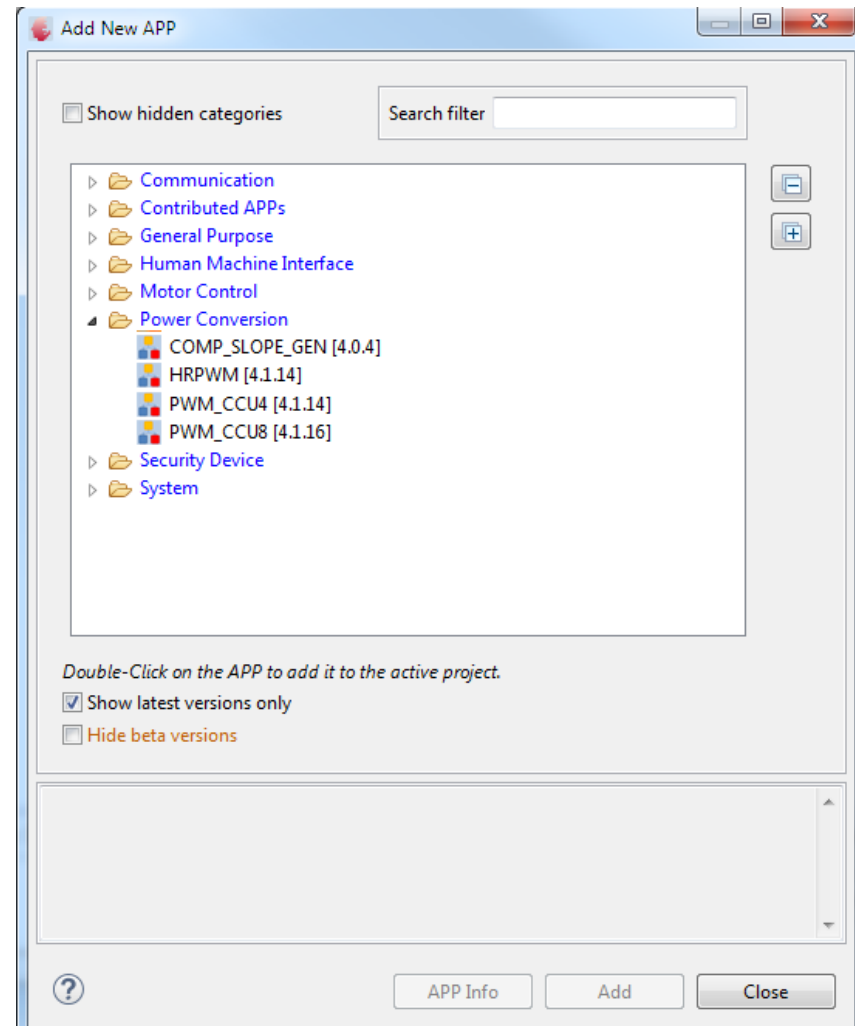 Add New APP
Show hidden categories
Search filter
Communication
Contributed APPs
General Purpose
Human Machine Interface
Motor Control
Power Conversion
COMP_SLOPE_GEN [4.0.4]
HRPWM [4.1.14]
PWM_CCU4 [4.1.14]
PWM_CCU8 [4.1.16]
Security Device
System
Double-Click on the APP to add it to the active project.
Show latest versions only
Hide beta versions
APP Info
Add
Close